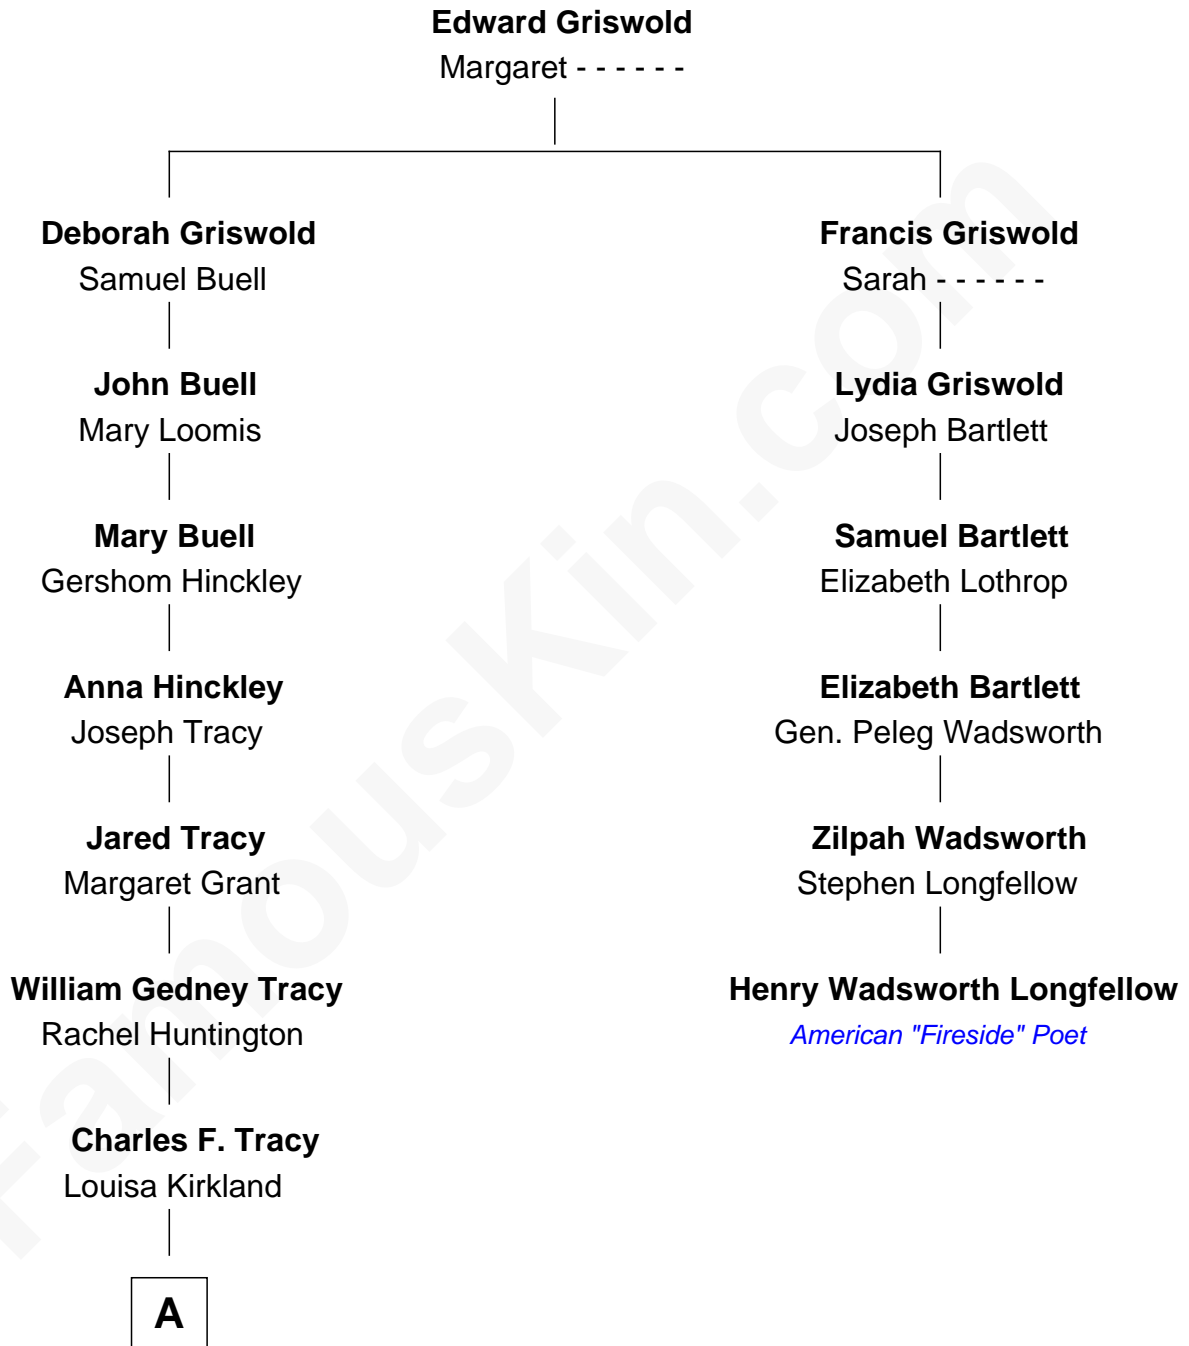 Edward Griswold
Margaret - - - - - -
Deborah Griswold
Samuel Buell
Francis Griswold
Sarah - - - - - -
John Buell
Mary Loomis
Lydia Griswold
Joseph Bartlett
Mary Buell
Gershom Hinckley
Samuel Bartlett
Elizabeth Lothrop
Anna Hinckley
Joseph Tracy
Elizabeth Bartlett
Gen. Peleg Wadsworth
Jared Tracy
Margaret Grant
Zilpah Wadsworth
Stephen Longfellow
William Gedney Tracy
Rachel Huntington
Henry Wadsworth Longfellow
American "Fireside" Poet
Charles F. Tracy
Louisa Kirkland
A
FamousKin.com